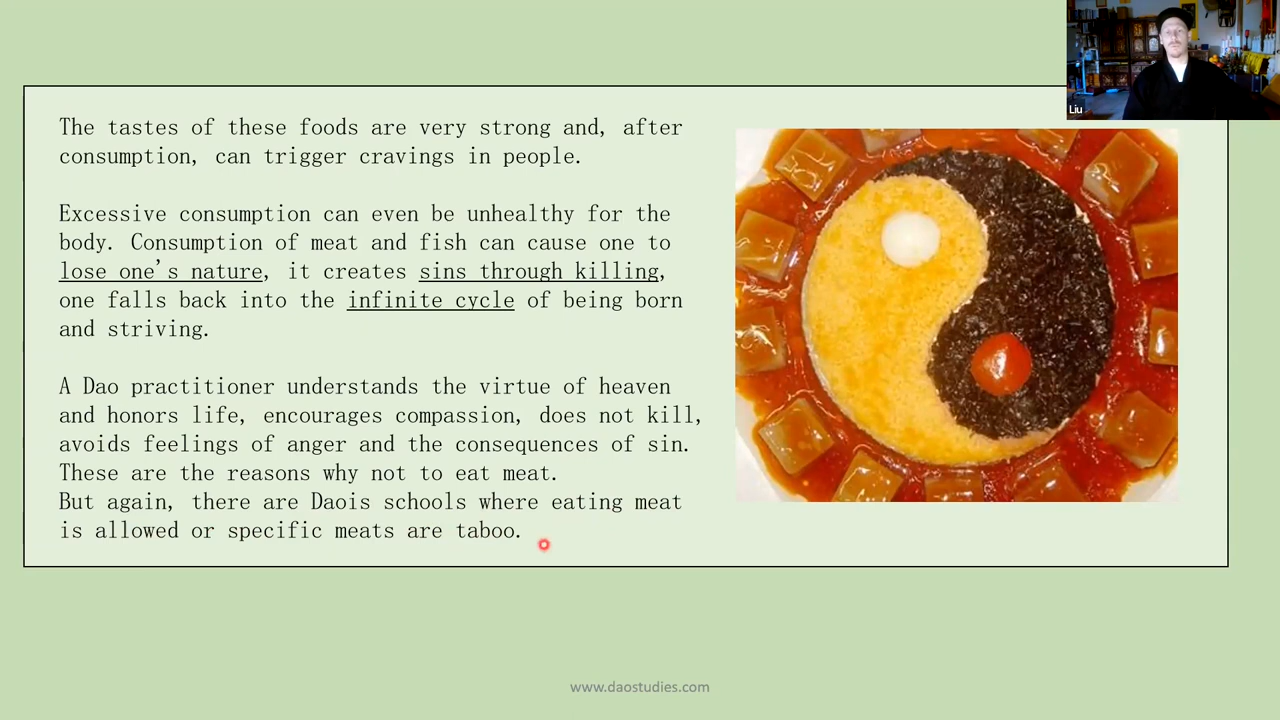 Liu
The tastes of these foods are very strong and, after
consumption, can trigger cravings in people.
Excessive consumption can even be unhealthy for the
body. Consumption of meat and fish can cause one to
lose one's nature, it creates sins through killing,
one falls back into the infinite cycle of being born
and striving.
A Dao practitioner understands the virtue of heaven
and honors life, encourages compassion, does not kill,
avoids feelings of anger and the consequences of sin.
These are the reasons why not to eat meat.
But again, there are Daois schools where eating meat
is allowed or specific meats are taboo.
www.daostudies.com